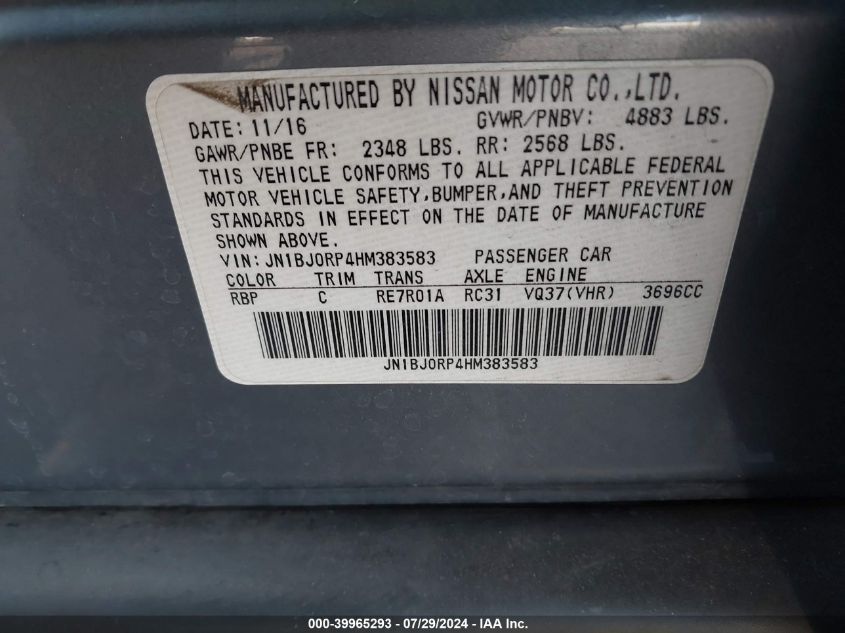 MANUFACTURED BY NISSAN MOTOR CO.,LTD.
DATE: 11/16 GVWR/PNBV: 4883 LBS.
GAWR/PNBE FR: 2348 LBS. RR: 2568 LBS.
THIS VEHICLE CONFORMS TO ALL APPLICABLE FEDERAL
MOTOR VEHICLE SAFETY,BUMPER,AND THEFT PREVENTION
STANDARDS IN EFFECT ON THE DATE OF MANUFACTURE
SHOWN ABOVE.
VIN: JN1BJ0RP4HM383583 PASSENGER CAR
COLOR TRIM TRANS AXLE ENGINE
RBP C RE7R01A RC31 VQ37(VHR) 3696CC
JN1BJ0RP4HM383583
000-39965293 - 07/29/2024 - IAA Inc.